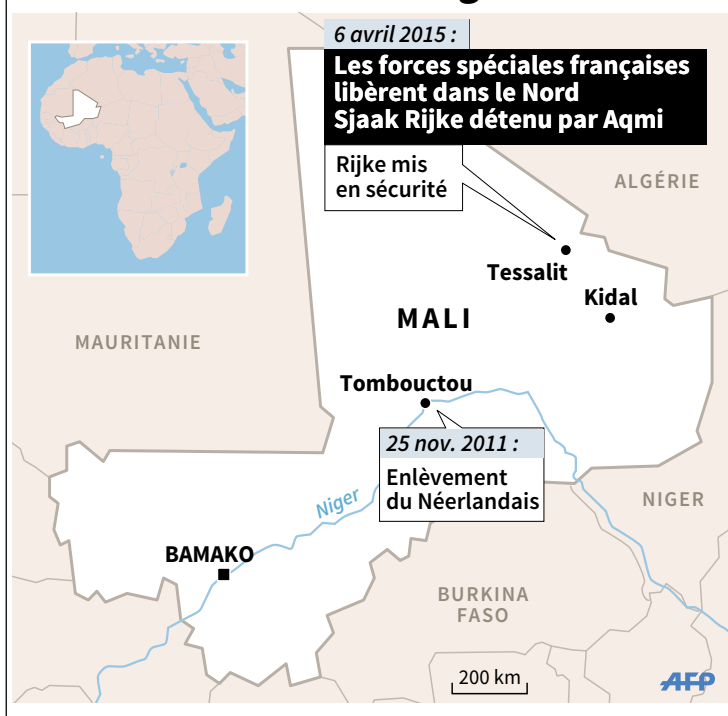 6 avril 2015 :
Les forces spéciales françaises
libèrent dans le Nord
Sjaak Rijke détenu par Aqmi
Rijke mis
en sécurité
ALGÉRIE
Tessalit
Kidal
MALI
MAURITANIE
Tombouctou
25 nov. 2011 :
Enlèvement
du Néerlandais
Niger
NIGER
BAMAKO
BURKINA
FASO
200 km
AFP